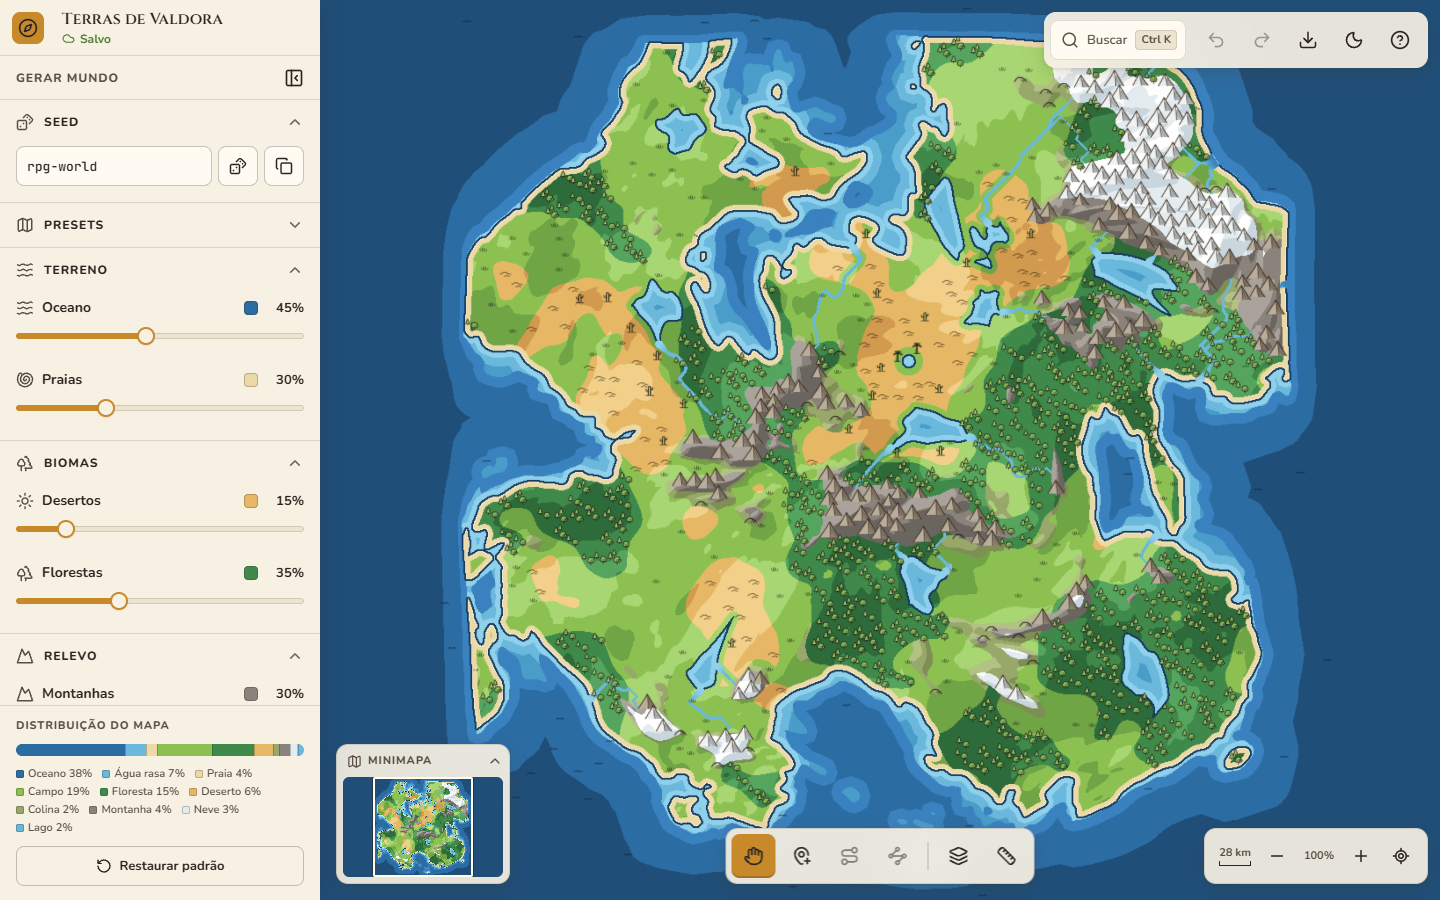 Terras de Valdora
Salvo
GERAR MUNDO
SEED
rpg-world
PRESETS
TERRENO
Oceano 45%
Praias 30%
BIOMAS
Desertos 15%
Florestas 35%
RELEVO
Montanhas 30%
DISTRIBUIÇÃO DO MAPA
Oceano 38% Água rasa 7% Praia 4%
Campo 19% Floresta 15% Deserto 6%
Colina 2% Montanha 4% Neve 3%
Lago 2%
Restaurar padrão
Buscar Ctrl K
MINIMAPA
28 km
100%